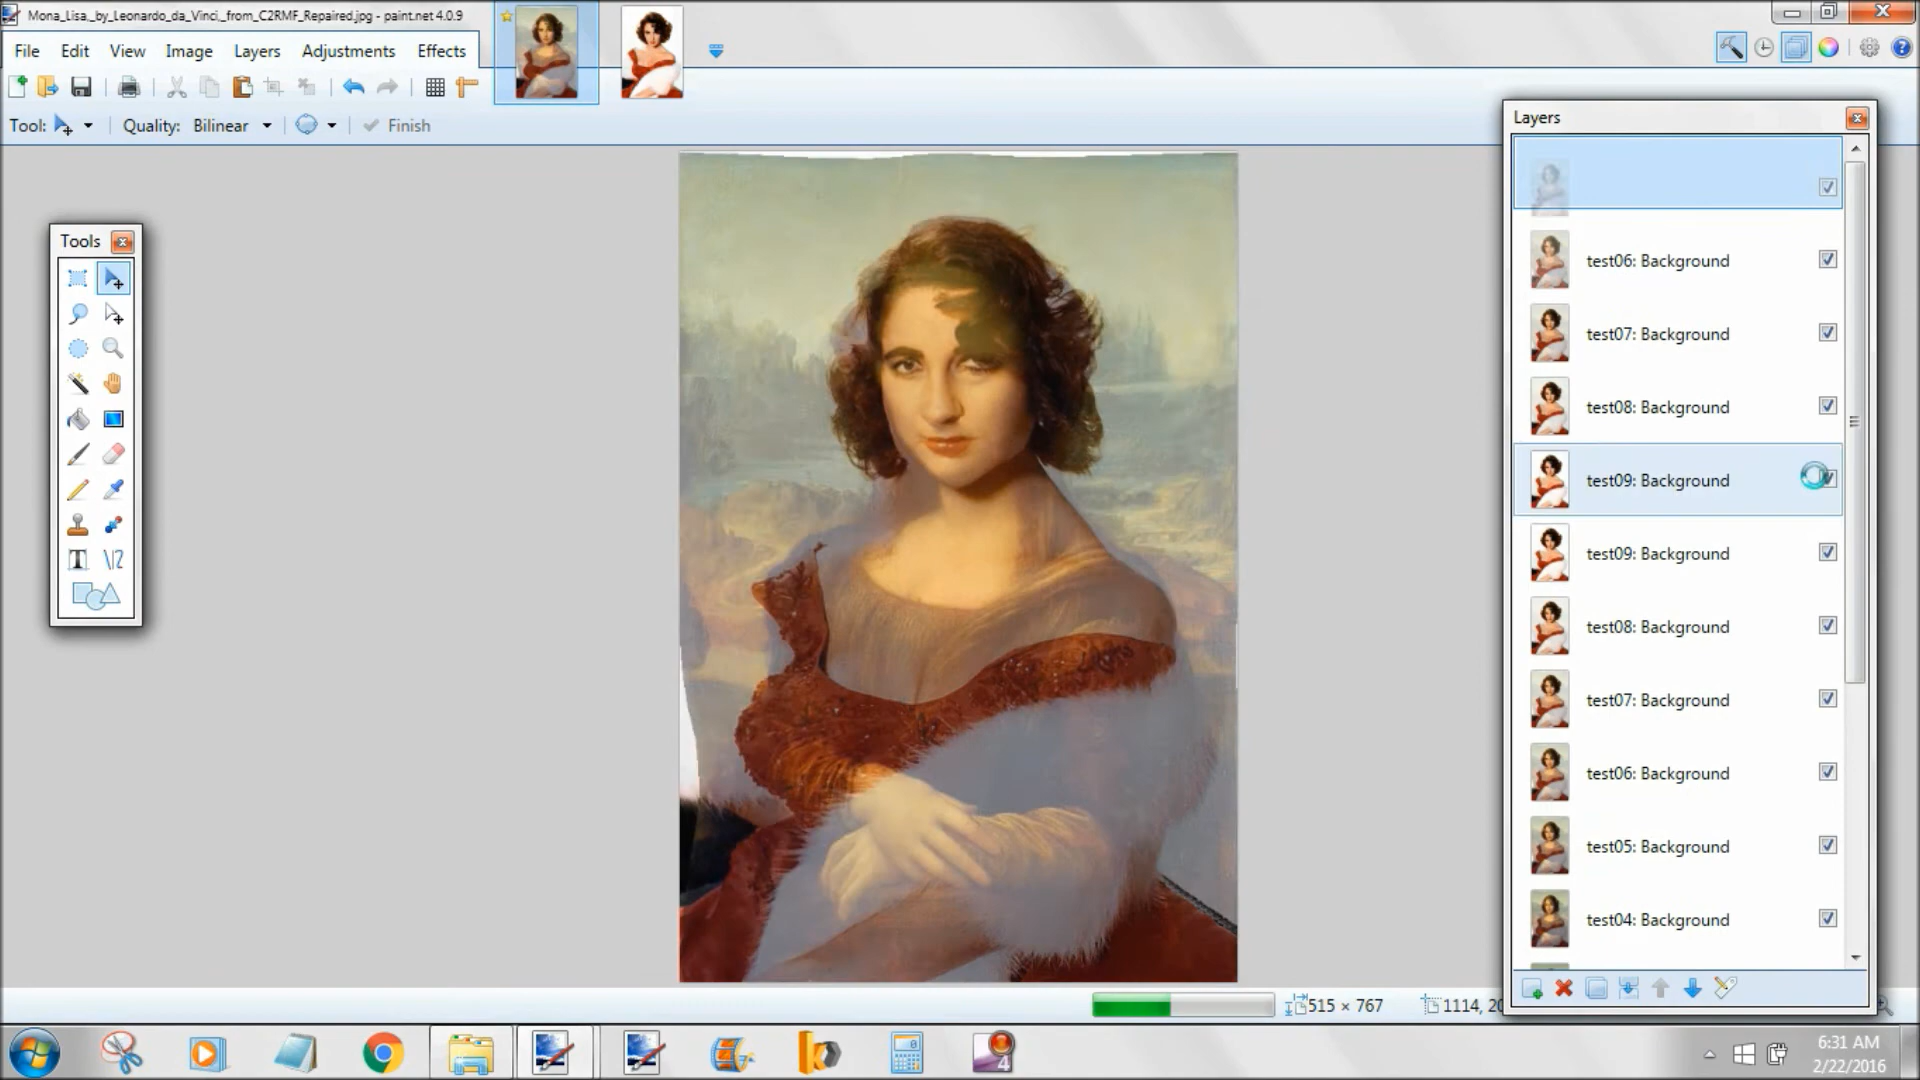 Mona_Lisa,_by_Leonardo_da_Vinci,_from_C2RMF_Repaired.jpg - paint.net 4.0.9
File Edit View Image Layers Adjustments Effects
Tool: Quality: Bilinear Finish
Tools
Layers
test06: Background
test07: Background
test08: Background
test09: Background
test09: Background
test08: Background
test07: Background
test06: Background
test05: Background
test04: Background
515 × 767
1114, 20
6:31 AM
2/22/2016